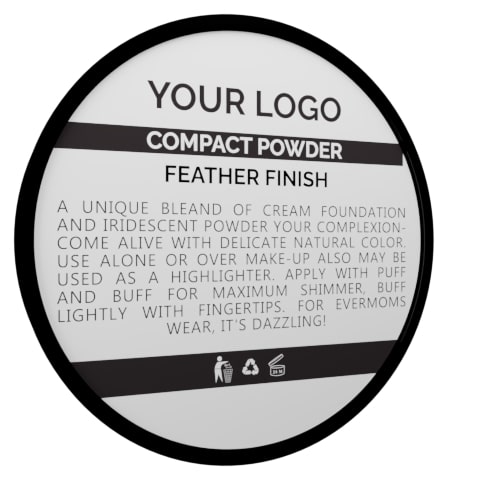 YOUR LOGO
COMPACT POWDER
FEATHER FINISH
A UNIQUE BLEAND OF CREAM FOUNDATION
AND IRIDESCENT POWDER YOUR COMPLEXION-
COME ALIVE WITH DELICATE NATURAL COLOR.
USE ALONE OR OVER MAKE-UP ALSO MAY BE
USED AS A HIGHLIGHTER. APPLY WITH PUFF
AND BUFF FOR MAXIMUM SHIMMER, BUFF
LIGHTLY WITH FINGERTIPS. FOR EVERMOMS
WEAR, IT'S DAZZLING!